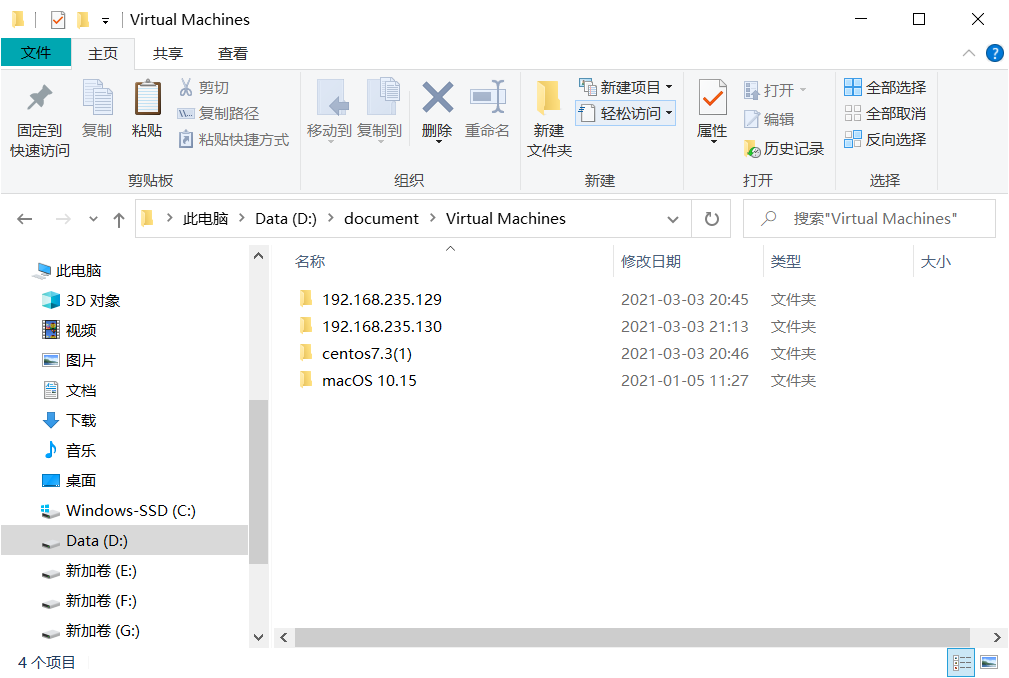 Virtual Machines
文件 主页 共享 查看
固定到
快速访问
复制
粘贴
剪切
复制路径
粘贴快捷方式
剪贴板
移动到 复制到 删除 重命名
组织
新建
文件夹
新建项目
轻松访问
新建
属性
打开
编辑
历史记录
打开
全部选择
全部取消
反向选择
选择
此电脑 Data (D:) document Virtual Machines
搜索"Virtual Machines"
此电脑
3D 对象
视频
图片
文档
下载
音乐
桌面
Windows-SSD (C:)
Data (D:)
新加卷 (E:)
新加卷 (F:)
新加卷 (G:)
名称 修改日期 类型 大小
192.168.235.129 2021-03-03 20:45 文件夹
192.168.235.130 2021-03-03 21:13 文件夹
centos7.3(1) 2021-03-03 20:46 文件夹
macOS 10.15 2021-01-05 11:27 文件夹
4 个项目